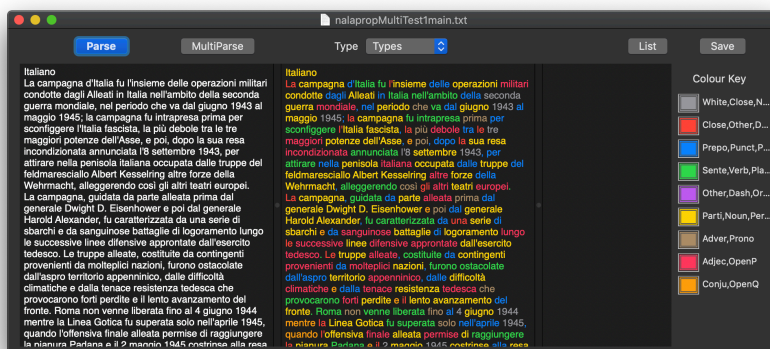 nalapropMultiTest1main.txt
Parse
MultiParse
Type
Types
List
Save
Italiano
La campagna d'Italia fu l'insieme delle operazioni militari
condotte dagli Alleati in Italia nell'ambito della seconda
guerra mondiale, nel periodo che va dal giugno 1943 al
maggio 1945; la campagna fu intrapresa prima per
sconfiggere l'Italia fascista, la più debole tra le tre
maggiori potenze dell'Asse, e poi, dopo la sua resa
incondizionata annunciata l'8 settembre 1943, per
attirare nella penisola italiana occupata dalle truppe del
feldmaresciallo Albert Kesselring altre forze della
Wehrmacht, alleggerendo così gli altri teatri europei.
La campagna, guidata da parte alleata prima dal
generale Dwight D. Eisenhower e poi dal generale
Harold Alexander, fu caratterizzata da una serie di
sbarchi e da sanguinose battaglie di logoramento lungo
le successive linee difensive approntate dall'esercito
tedesco. Le truppe alleate, costituite da contingenti
provenienti da molteplici nazioni, furono ostacolate
dall'aspro territorio appenninico, dalle difficoltà
climatiche e dalla tenace resistenza tedesca che
provocarono forti perdite e il lento avanzamento del
fronte. Roma non venne liberata fino al 4 giugno 1944
mentre la Linea Gotica fu superata solo nell'aprile 1945,
quando l'offensiva finale alleata permise di raggiungere
la pianura Padana e il 2 maggio 1945 costrinse alla resa
Italiano
La campagna d'Italia fu l'insieme delle operazioni militari
condotte dagli Alleati in Italia nell'ambito della seconda
guerra mondiale, nel periodo che va dal giugno 1943 al
maggio 1945; la campagna fu intrapresa prima per
sconfiggere l'Italia fascista, la più debole tra le tre
maggiori potenze dell'Asse, e poi, dopo la sua resa
incondizionata annunciata l'8 settembre 1943, per
attirare nella penisola italiana occupata dalle truppe del
feldmaresciallo Albert Kesselring altre forze della
Wehrmacht, alleggerendo così gli altri teatri europei.
La campagna, guidata da parte alleata prima dal
generale Dwight D. Eisenhower e poi dal generale
Harold Alexander, fu caratterizzata da una serie di
sbarchi e da sanguinose battaglie di logoramento lungo
le successive linee difensive approntate dall'esercito
tedesco. Le truppe alleate, costituite da contingenti
provenienti da molteplici nazioni, furono ostacolate
dall'aspro territorio appenninico, dalle difficoltà
climatiche e dalla tenace resistenza tedesca che
provocarono forti perdite e il lento avanzamento del
fronte. Roma non venne liberata fino al 4 giugno 1944
mentre la Linea Gotica fu superata solo nell'aprile 1945,
quando l'offensiva finale alleata permise di raggiungere
la pianura Padana e il 2 maggio 1945 costrinse alla resa
Colour Key
White,Close,N...
Close,Other,D...
Prepo,Punct,P...
Sente,Verb,Pla...
Other,Dash,Or...
Parti,Noun,Per...
Adver,Prono
Adjec,OpenP
Conju,OpenQ